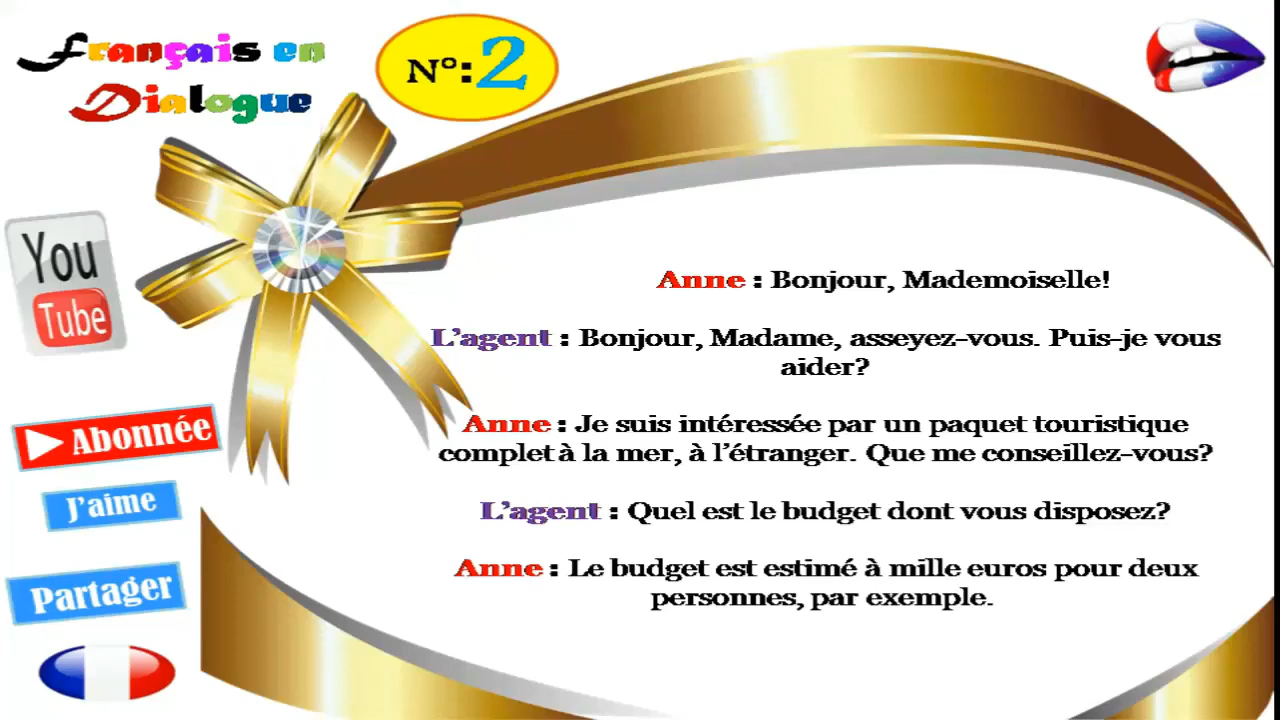 Français en
Dialogue
N°:2
You
Tube
Abonnée
J'aime
Partager
Anne : Bonjour, Mademoiselle!
L'agent : Bonjour, Madame, asseyez-vous. Puis-je vous
aider?
Anne : Je suis intéressée par un paquet touristique
complet à la mer, à l'étranger. Que me conseillez-vous?
L'agent : Quel est le budget dont vous disposez?
Anne : Le budget est estimé à mille euros pour deux
personnes, par exemple.